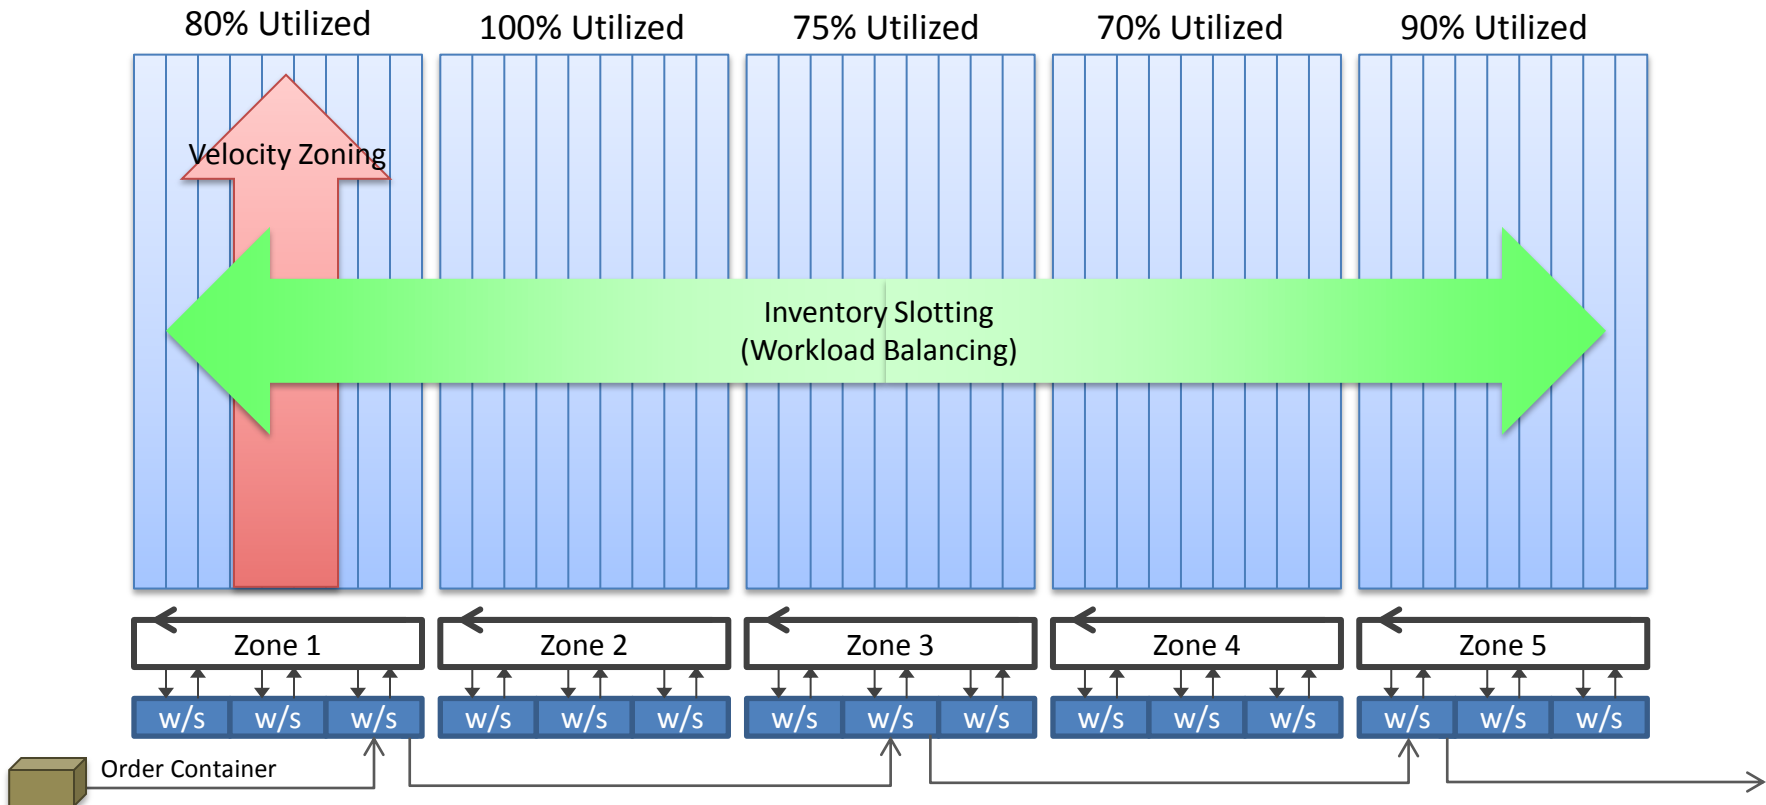 80% Utilized
100% Utilized
75% Utilized
70% Utilized
90% Utilized
Velocity Zoning
Inventory Slotting
(Workload Balancing)
Zone 1
Zone 2
Zone 3
Zone 4
Zone 5
w/s w/s w/s
w/s w/s w/s
w/s w/s w/s
w/s w/s w/s
w/s w/s w/s
Order Container